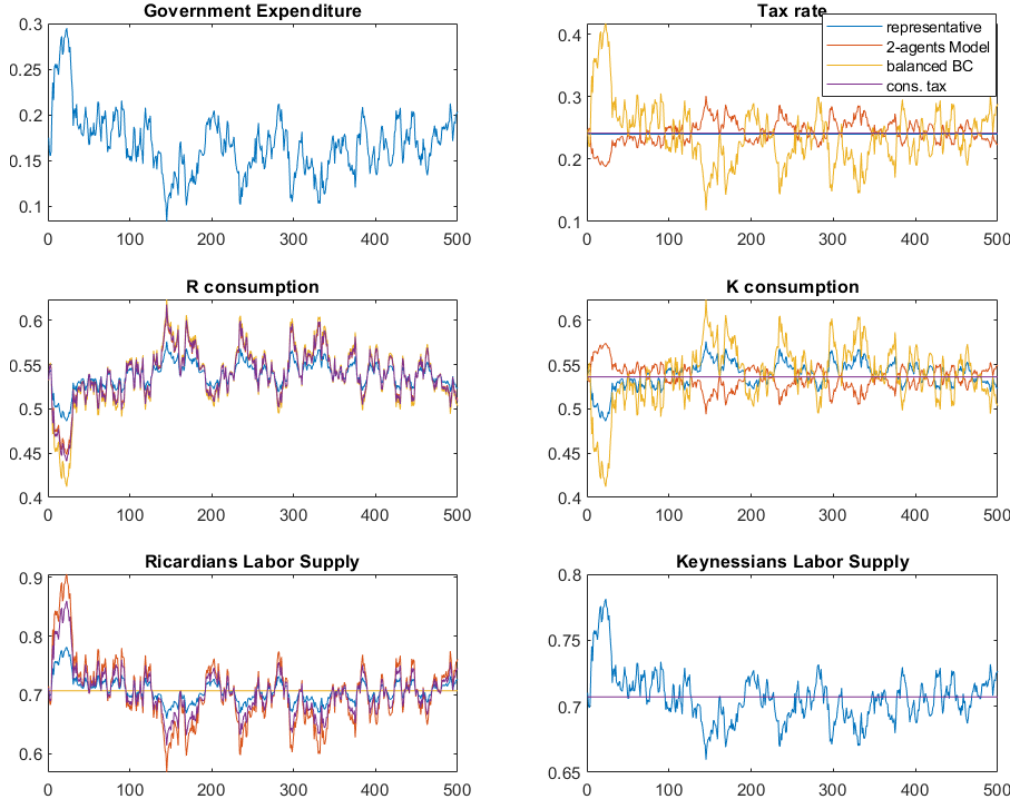 Government Expenditure
0.3
0.25
0.2
0.15
0.1
0 100 200 300 400 500
Tax rate
representative
2-agents Model
balanced BC
cons. tax
0.4
0.3
0.2
0.1
0 100 200 300 400 500
R consumption
0.6
0.55
0.5
0.45
0.4
0 100 200 300 400 500
K consumption
0.6
0.55
0.5
0.45
0.4
0 100 200 300 400 500
Ricardians Labor Supply
0.9
0.8
0.7
0.6
0 100 200 300 400 500
Keynessians Labor Supply
0.8
0.75
0.7
0.65
0 100 200 300 400 500